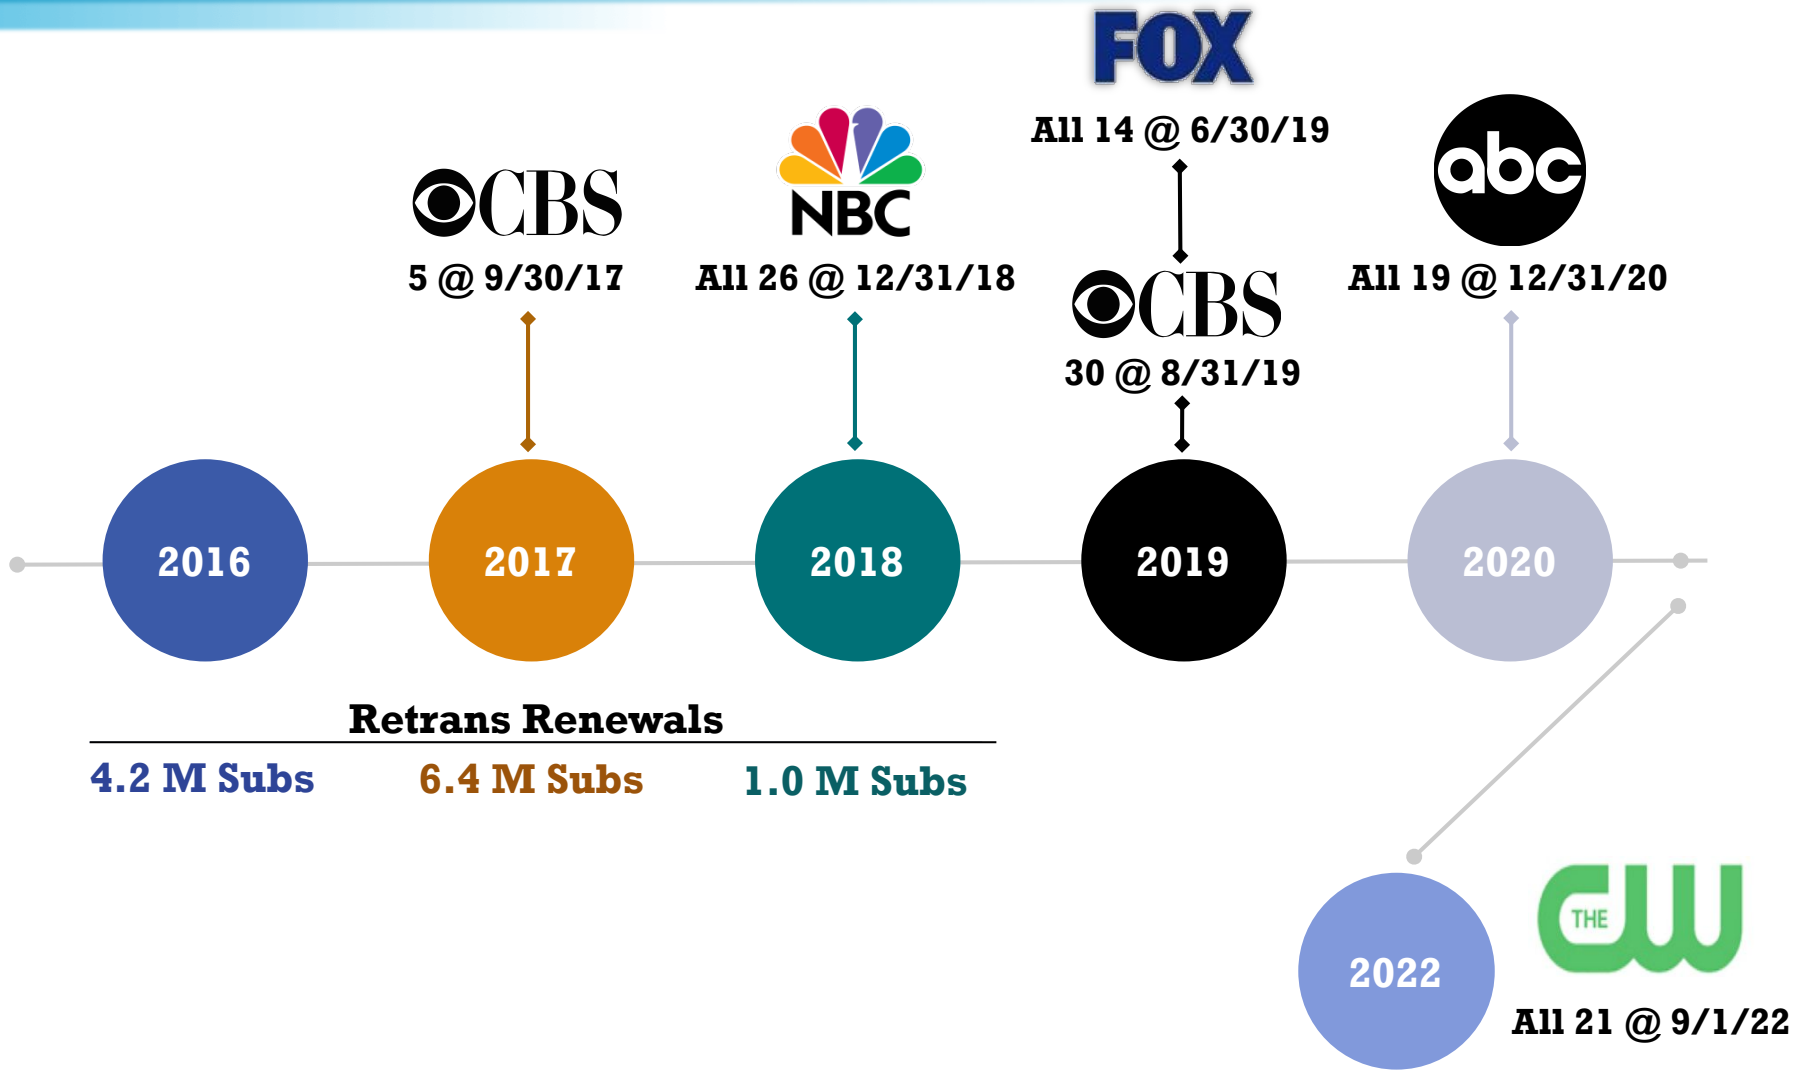 FOX
All 14 @ 6/30/19
abc
NBC
CBS
5 @ 9/30/17
All 26 @ 12/31/18
CBS
30 @ 8/31/19
All 19 @ 12/31/20
2016
2017
2018
2019
2020
Retrans Renewals
4.2 M Subs
6.4 M Subs
1.0 M Subs
THE CW
2022
All 21 @ 9/1/22